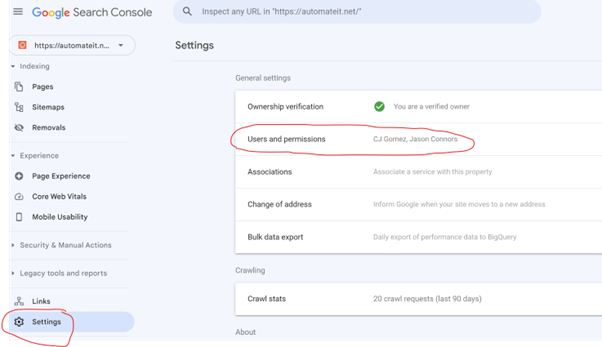 Google Search Console
Inspect any URL in "https://automateit.net/"
https://automateit.n...
Settings
Indexing
Pages
Sitemaps
Removals
Experience
Page Experience
Core Web Vitals
Mobile Usability
Security & Manual Actions
Legacy tools and reports
Links
Settings
General settings
Ownership verification You are a verified owner
Users and permissions CJ Gomez, Jason Connors
Associations Associate a service with this property
Change of address Inform Google when your site moves to a new address
Bulk data export Daily export of performance data to BigQuery
Crawling
Crawl stats 20 crawl requests (last 90 days)
About